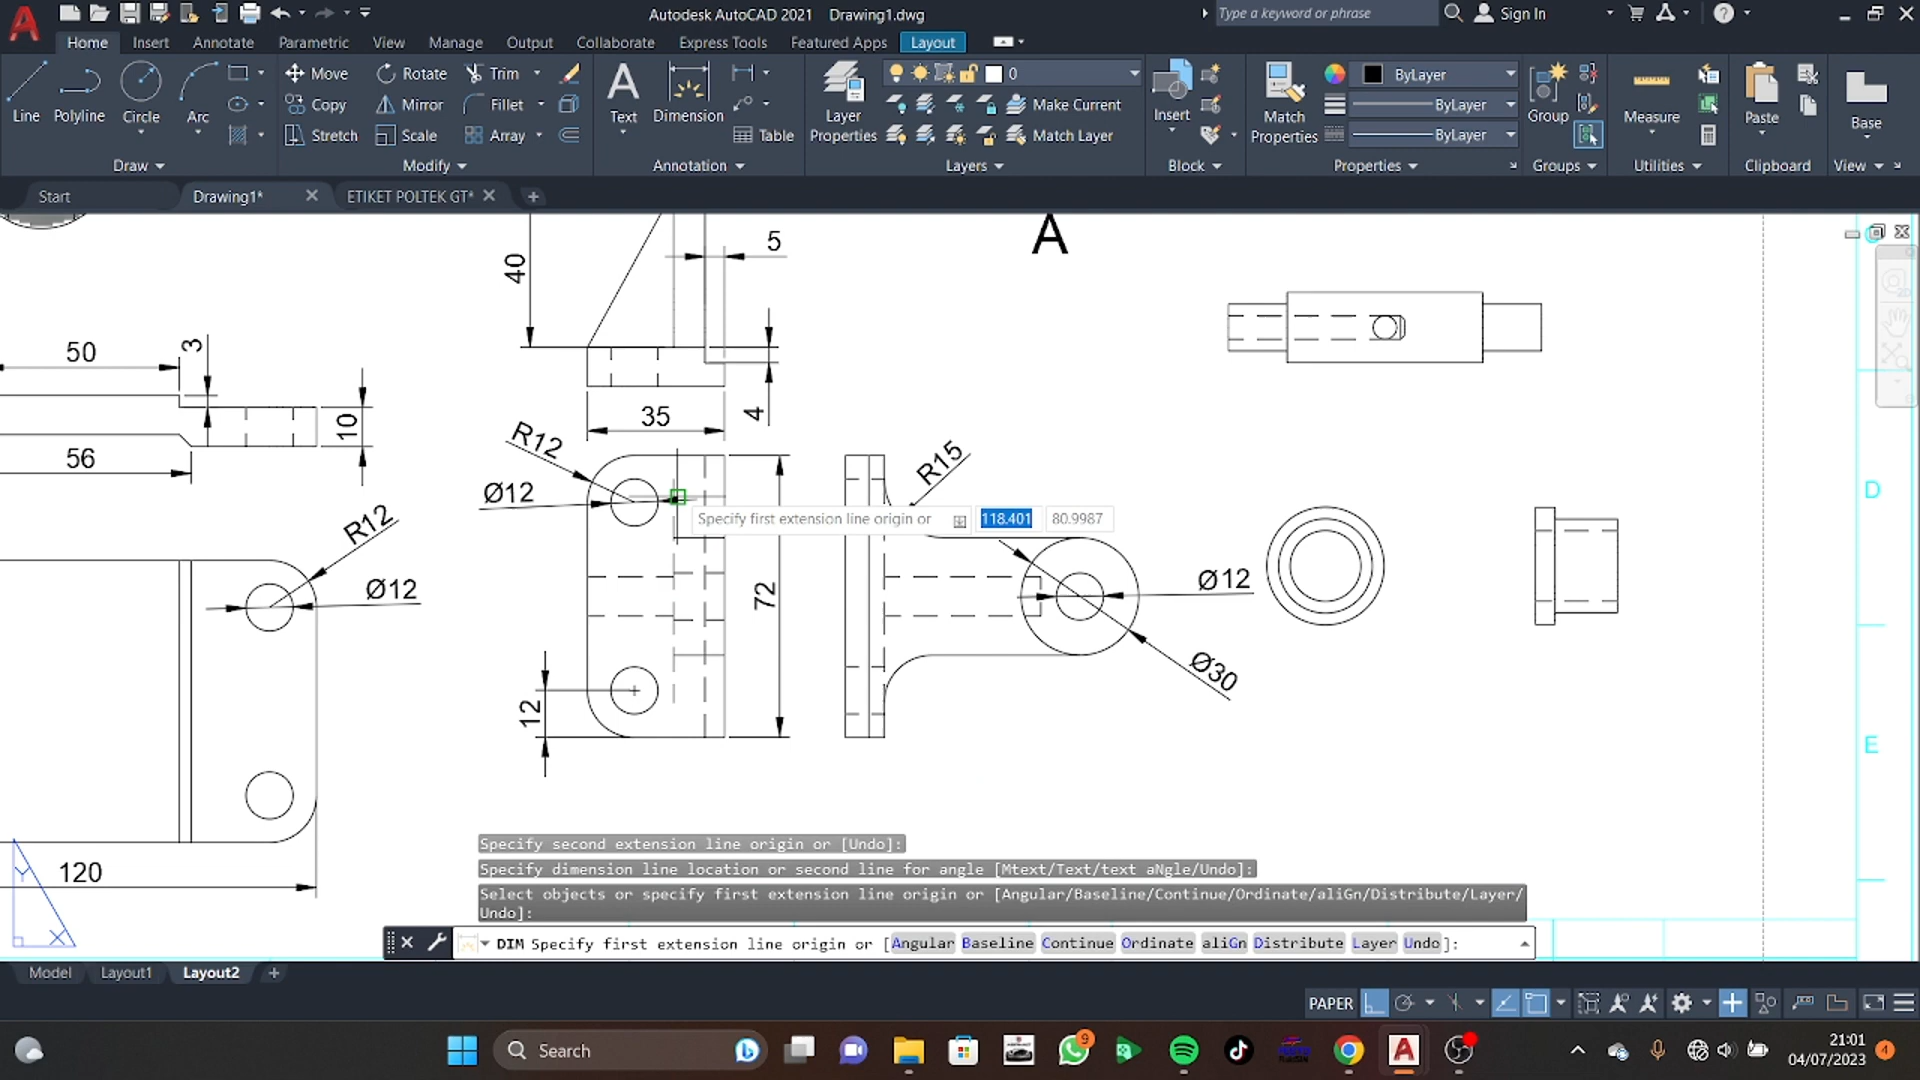 Autodesk AutoCAD 2021 Drawing1.dwg
Type a keyword or phrase
Sign In
Home Insert Annotate Parametric View Manage Output Collaborate Express Tools Featured Apps Layout
Line Polyline Circle Arc
Move Rotate Trim
Copy Mirror Fillet
Stretch Scale Array
Text Dimension Table
Layer Properties
0
Make Current
Match Layer
Insert
Match Properties
ByLayer
ByLayer
ByLayer
Group
Measure
Paste
Base
Draw Modify Annotation Layers Block Properties Groups Utilities Clipboard View
Start Drawing1* ETIKET POLTEK GT*
A
5
40
50
3
10
56
35
4
R12
Ø12
R15
R12
Ø12
72
Ø12
Ø30
12
120
D
E
Specify first extension line origin or 118.401 80.9987
Y
X
Specify second extension line origin or [Undo]:
Specify dimension line location or second line for angle [Mtext/Text/text aNgle/Undo]:
Select objects or specify first extension line origin or [Angular/Baseline/Continue/Ordinate/aliGn/Distribute/Layer/
Undo]:
DIM Specify first extension line origin or [Angular Baseline Continue Ordinate aliGn Distribute Layer Undo]:
Model Layout1 Layout2
PAPER
Search
9
21:01
04/07/2023
4